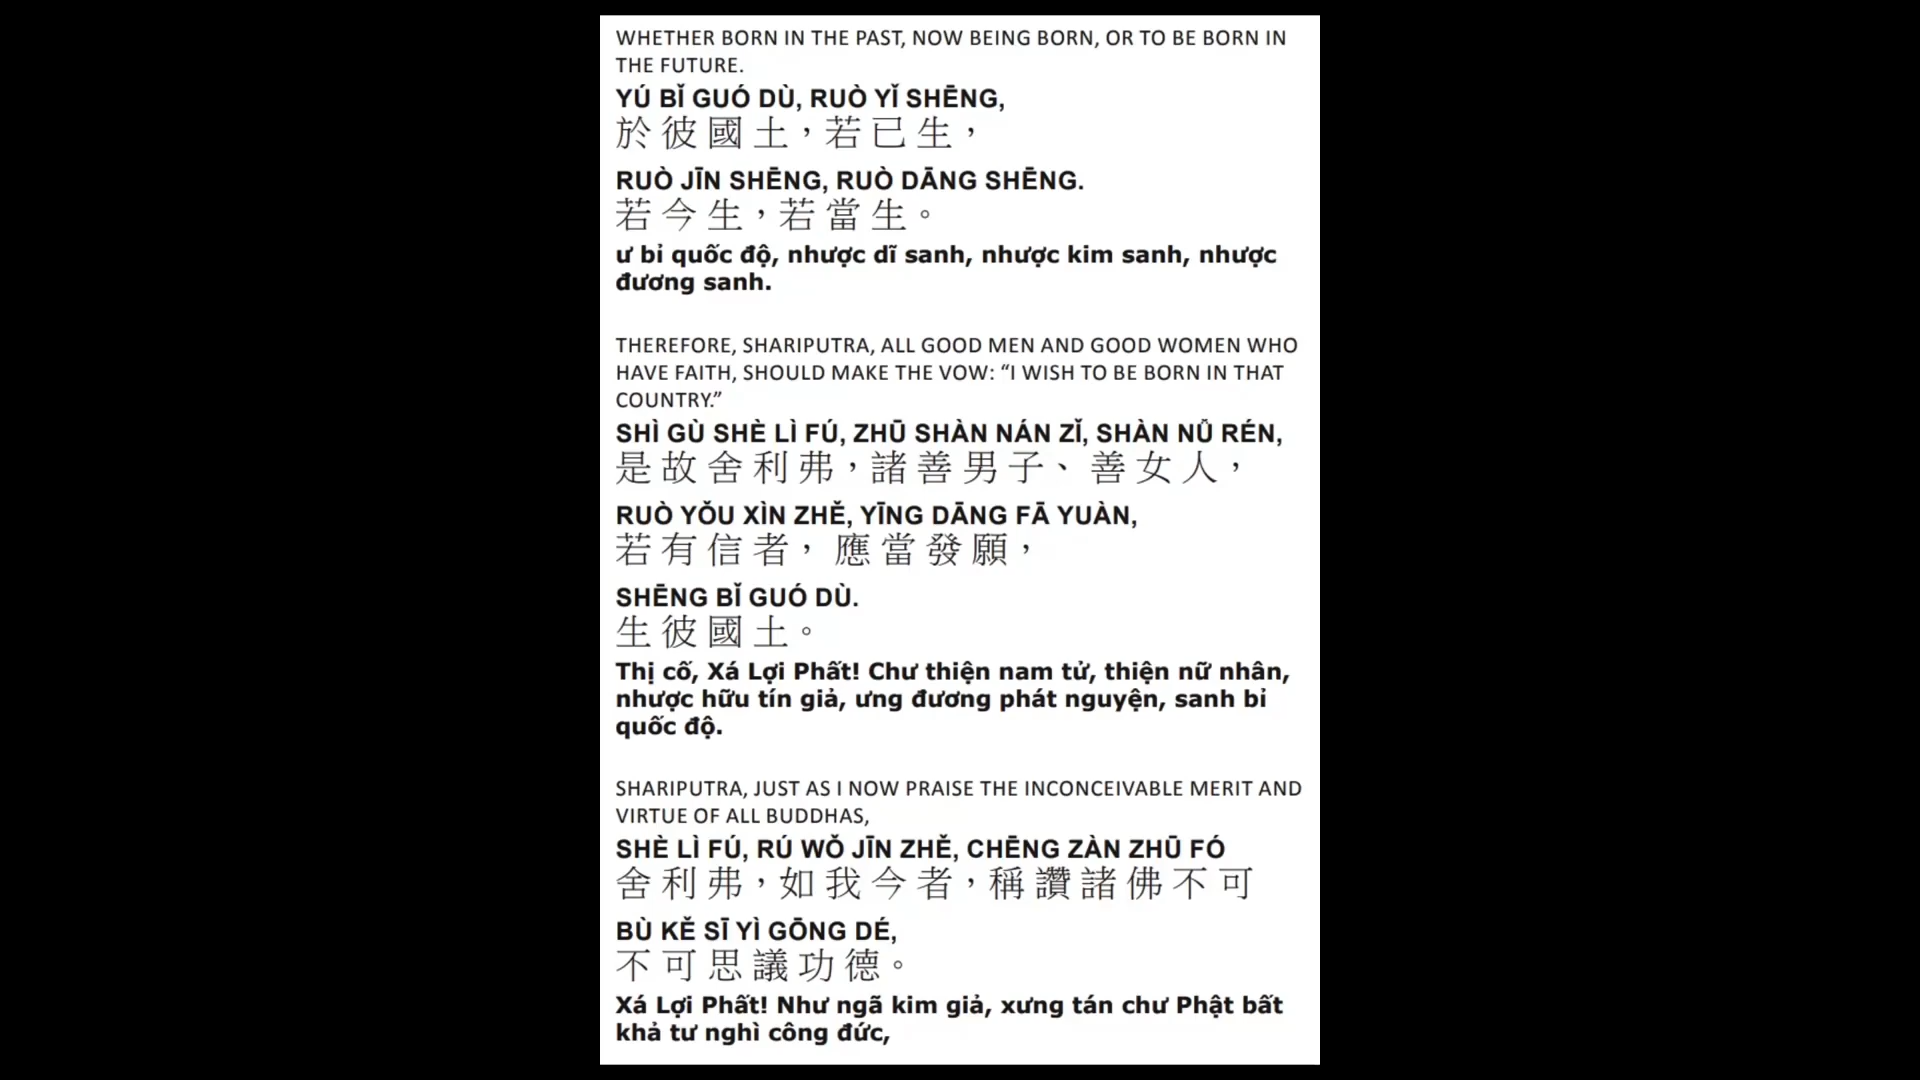 WHETHER BORN IN THE PAST, NOW BEING BORN, OR TO BE BORN IN
THE FUTURE.
YÚ BǏ GUÓ DÙ, RUÒ YǏ SHĒNG,
於彼國土，若已生，
RUÒ JĪN SHĒNG, RUÒ DĀNG SHĒNG.
若今生，若當生。
ư bỉ quốc độ, nhược dĩ sanh, nhược kim sanh, nhược
đương sanh.
THEREFORE, SHARIPUTRA, ALL GOOD MEN AND GOOD WOMEN WHO
HAVE FAITH, SHOULD MAKE THE VOW: “I WISH TO BE BORN IN THAT
COUNTRY.”
SHÌ GÙ SHÈ LÌ FÚ, ZHŪ SHÀN NÁN ZǏ, SHÀN NǙ RÉN,
是故舍利弗，諸善男子、善女人，
RUÒ YǑU XÌN ZHĚ, YĪNG DĀNG FĀ YUÀN,
若有信者，應當發願，
SHĒNG BǏ GUÓ DÙ.
生彼國土。
Thị cố, Xá Lợi Phất! Chư thiện nam tử, thiện nữ nhân,
nhược hữu tín giả, ưng đương phát nguyện, sanh bỉ
quốc độ.
SHARIPUTRA, JUST AS I NOW PRAISE THE INCONCEIVABLE MERIT AND
VIRTUE OF ALL BUDDHAS,
SHÈ LÌ FÚ, RÚ WǑ JĪN ZHĚ, CHĒNG ZÀN ZHŪ FÓ
舍利弗，如我今者，稱讚諸佛不可
BÙ KĚ SĪ YÌ GŌNG DÉ,
不可思議功德。
Xá Lợi Phất! Như ngã kim giả, xưng tán chư Phật bất
khả tư nghì công đức,